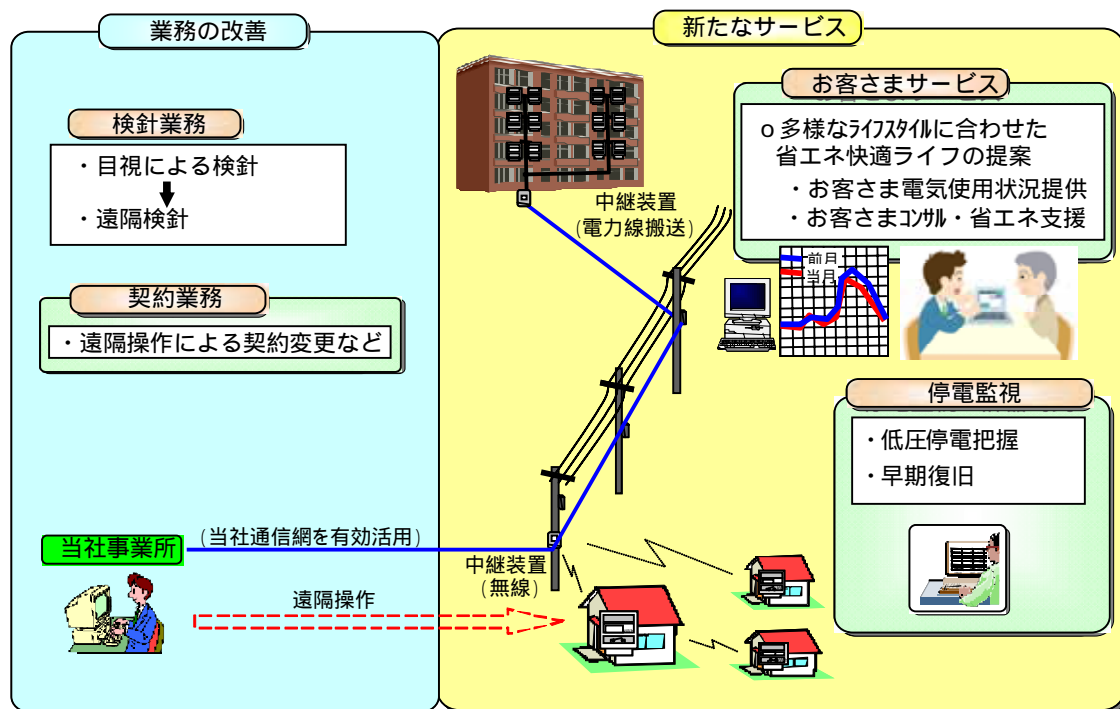 業務の改善
検針業務
・目視による検針
・遠隔検針
契約業務
・遠隔操作による契約変更など
当社事業所
(当社通信網を有効活用)
遠隔操作
新たなサービス
中継装置
(電力線搬送)
中継装置
(無線)
お客さまサービス
o 多様なﾗｲﾌｽﾀｲﾙに合わせた
省エネ快適ライフの提案
・お客さま電気使用状況提供
・お客さまｺﾝｻﾙ・省エネ支援
前月
当月
停電監視
・低圧停電把握
・早期復旧